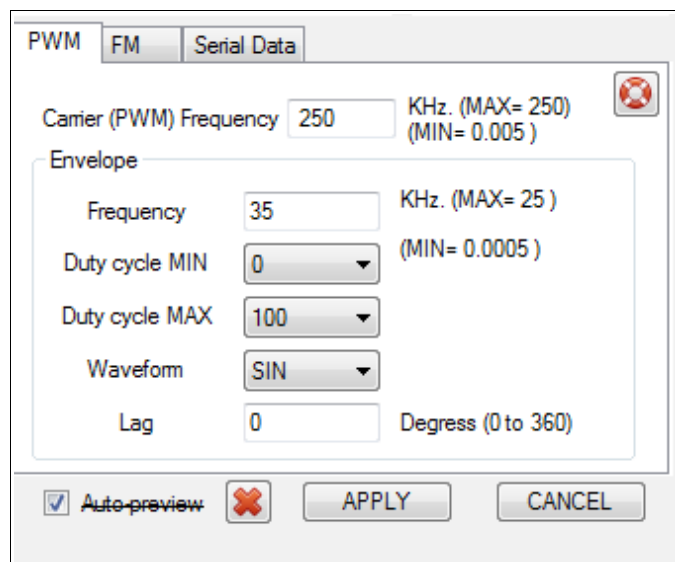 PWM FM Serial Data
Carrier (PWM) Frequency 250 KHz. (MAX= 250)
(MIN= 0.005 )
Envelope
Frequency 35 KHz. (MAX= 25 )
(MIN= 0.0005 )
Duty cycle MIN 0
Duty cycle MAX 100
Waveform SIN
Lag 0 Degress (0 to 360)
Auto-preview APPLY CANCEL